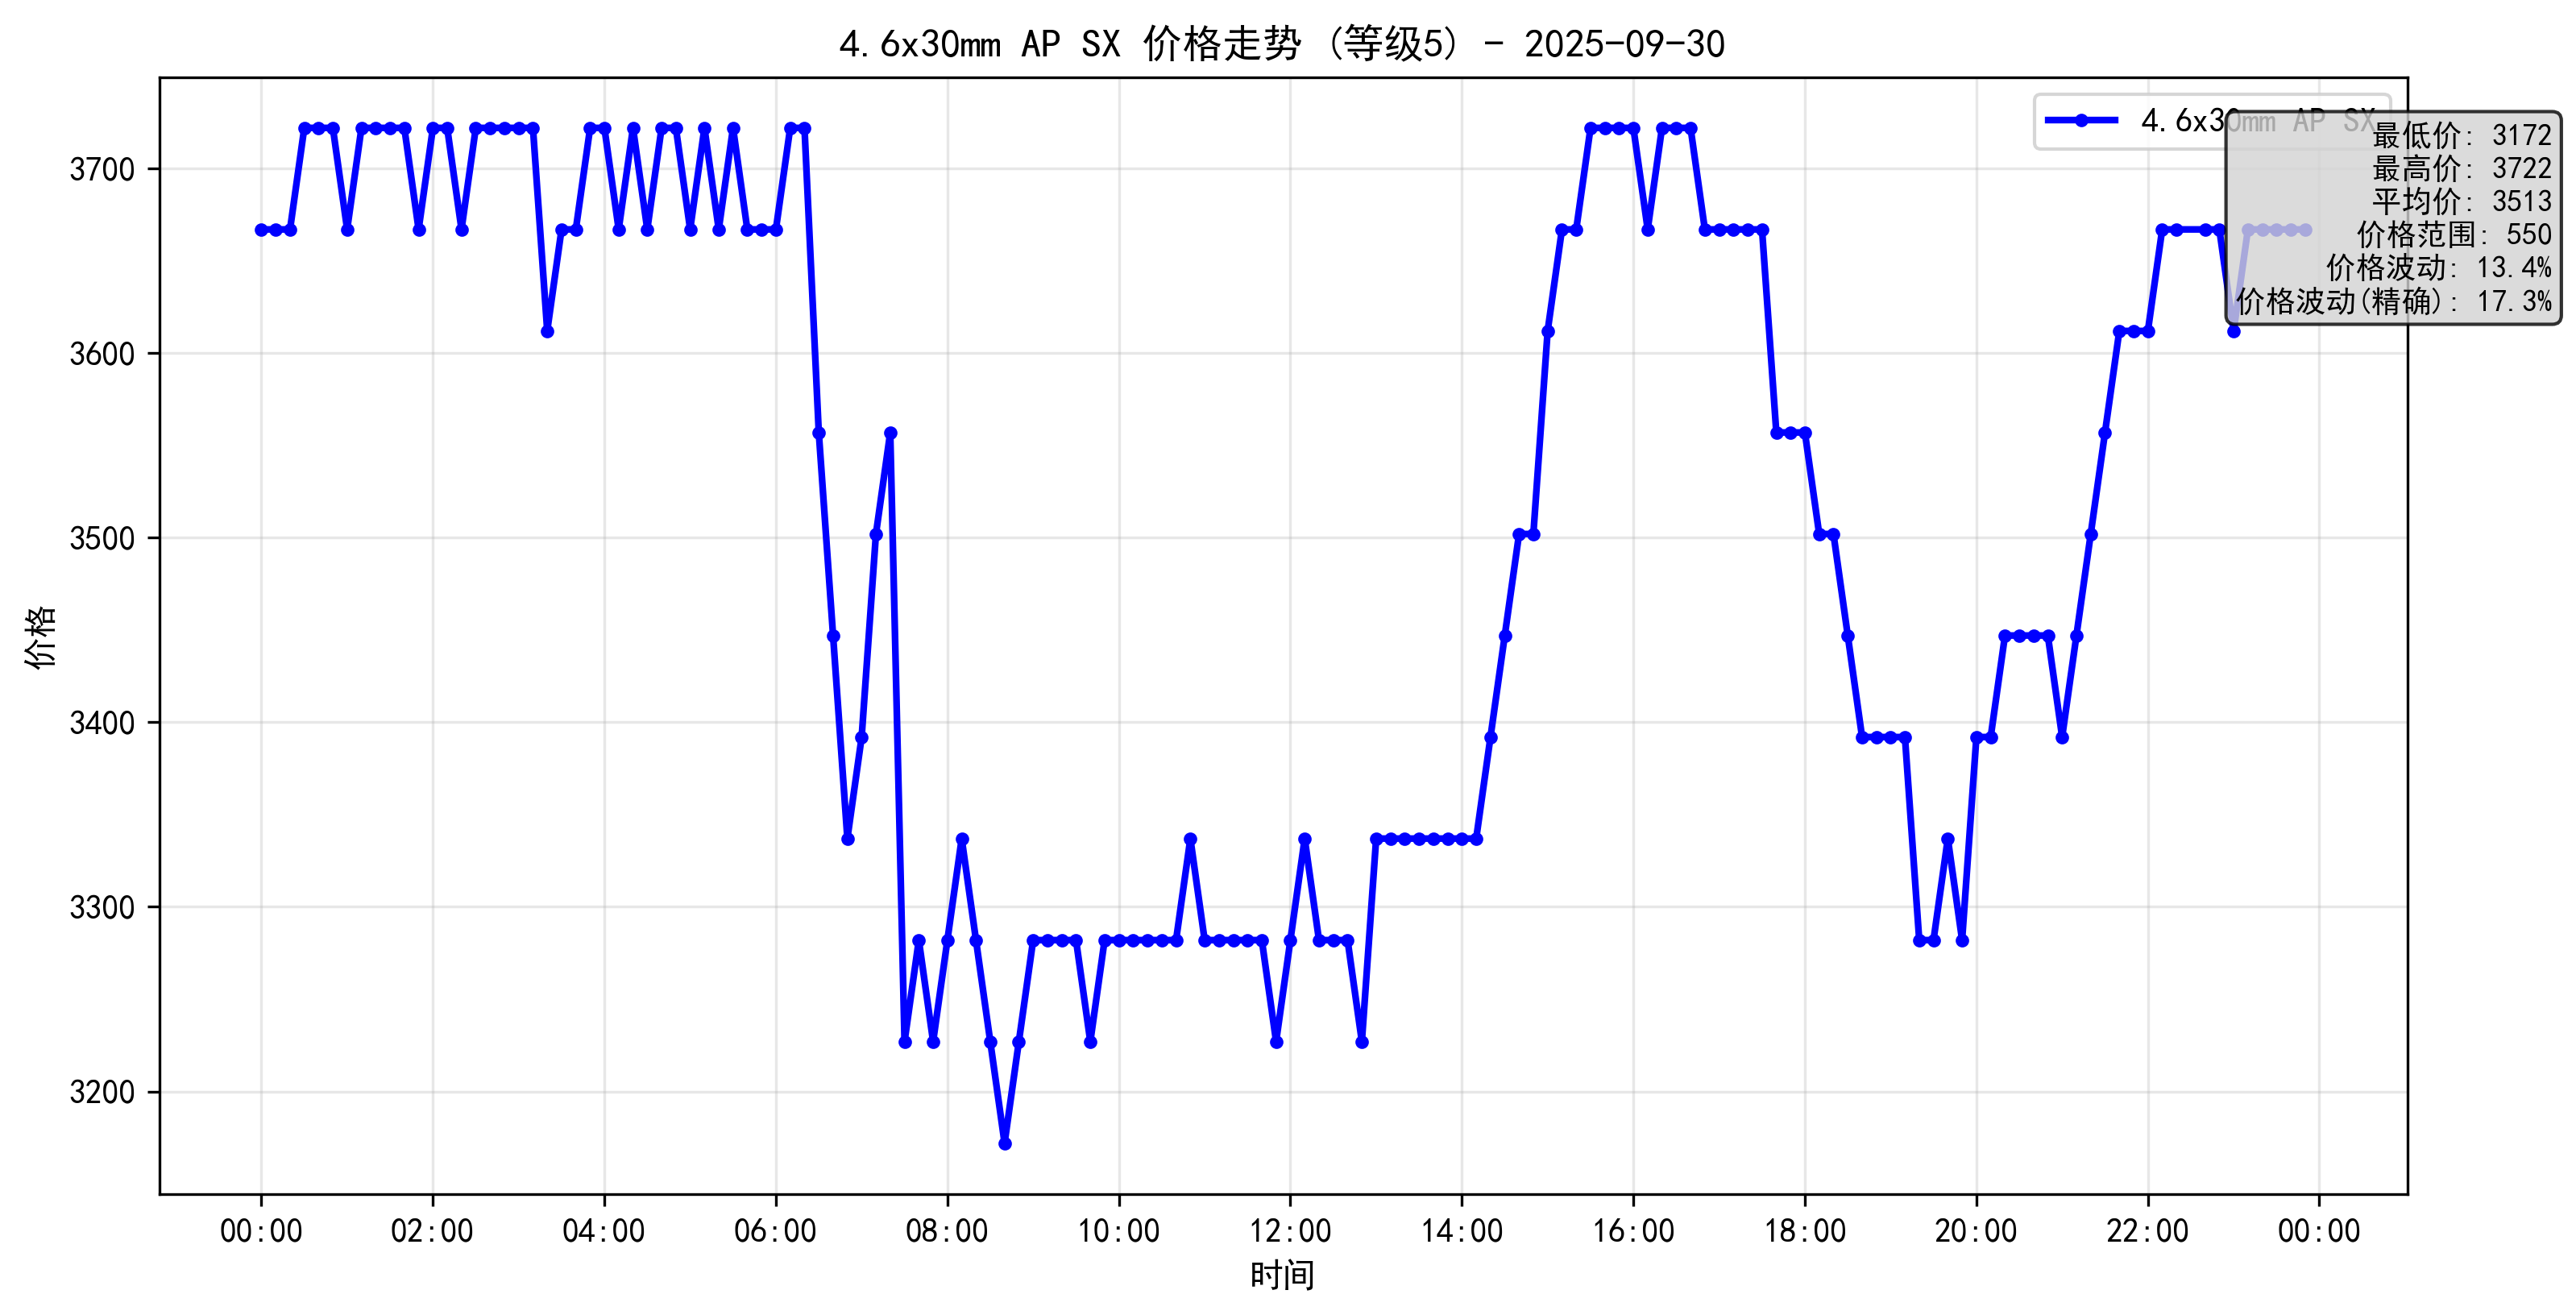 4.6x30mm AP SX 价格走势 (等级5) - 2025-09-30
4.6x30mm AP SX
最低价: 3172
最高价: 3722
平均价: 3513
价格范围: 550
价格波动: 13.4%
价格波动(精确): 17.3%
3700
3600
3500
3400
3300
3200
价格
00:00 02:00 04:00 06:00 08:00 10:00 12:00 14:00 16:00 18:00 20:00 22:00 00:00
时间